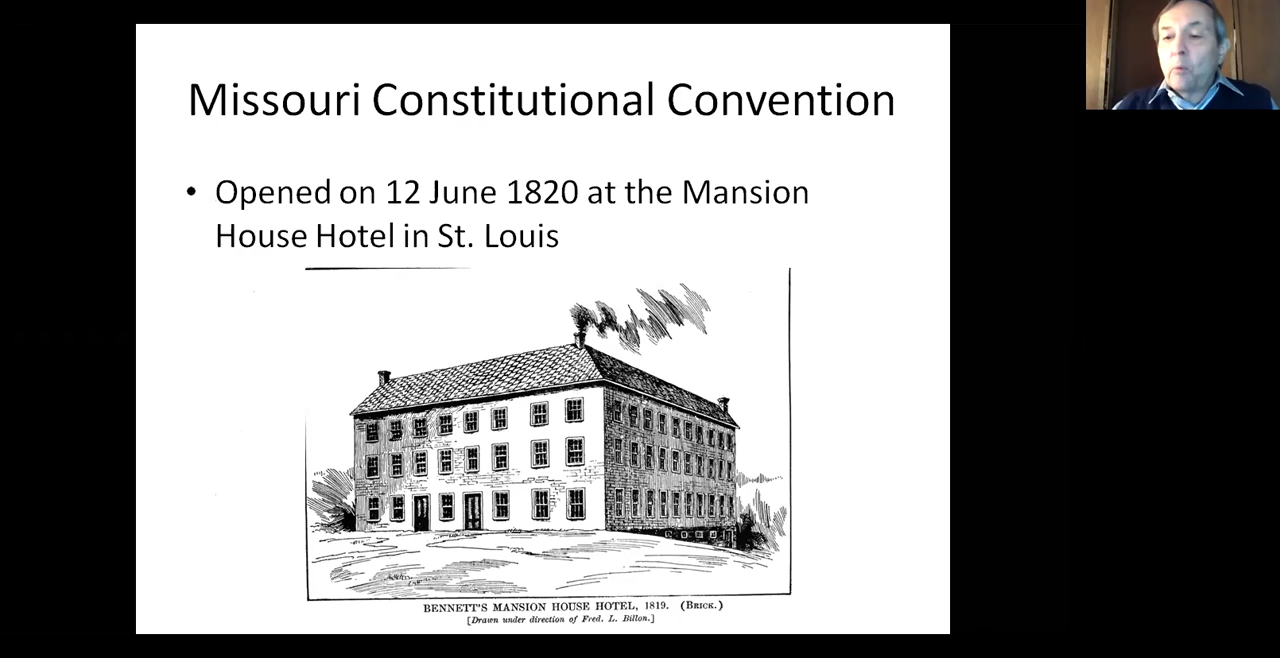 Missouri Constitutional Convention
• Opened on 12 June 1820 at the Mansion
House Hotel in St. Louis
BENNETT'S MANSION HOUSE HOTEL, 1819. (BRICK.)
[Drawn under direction of Fred. L. Billon.]